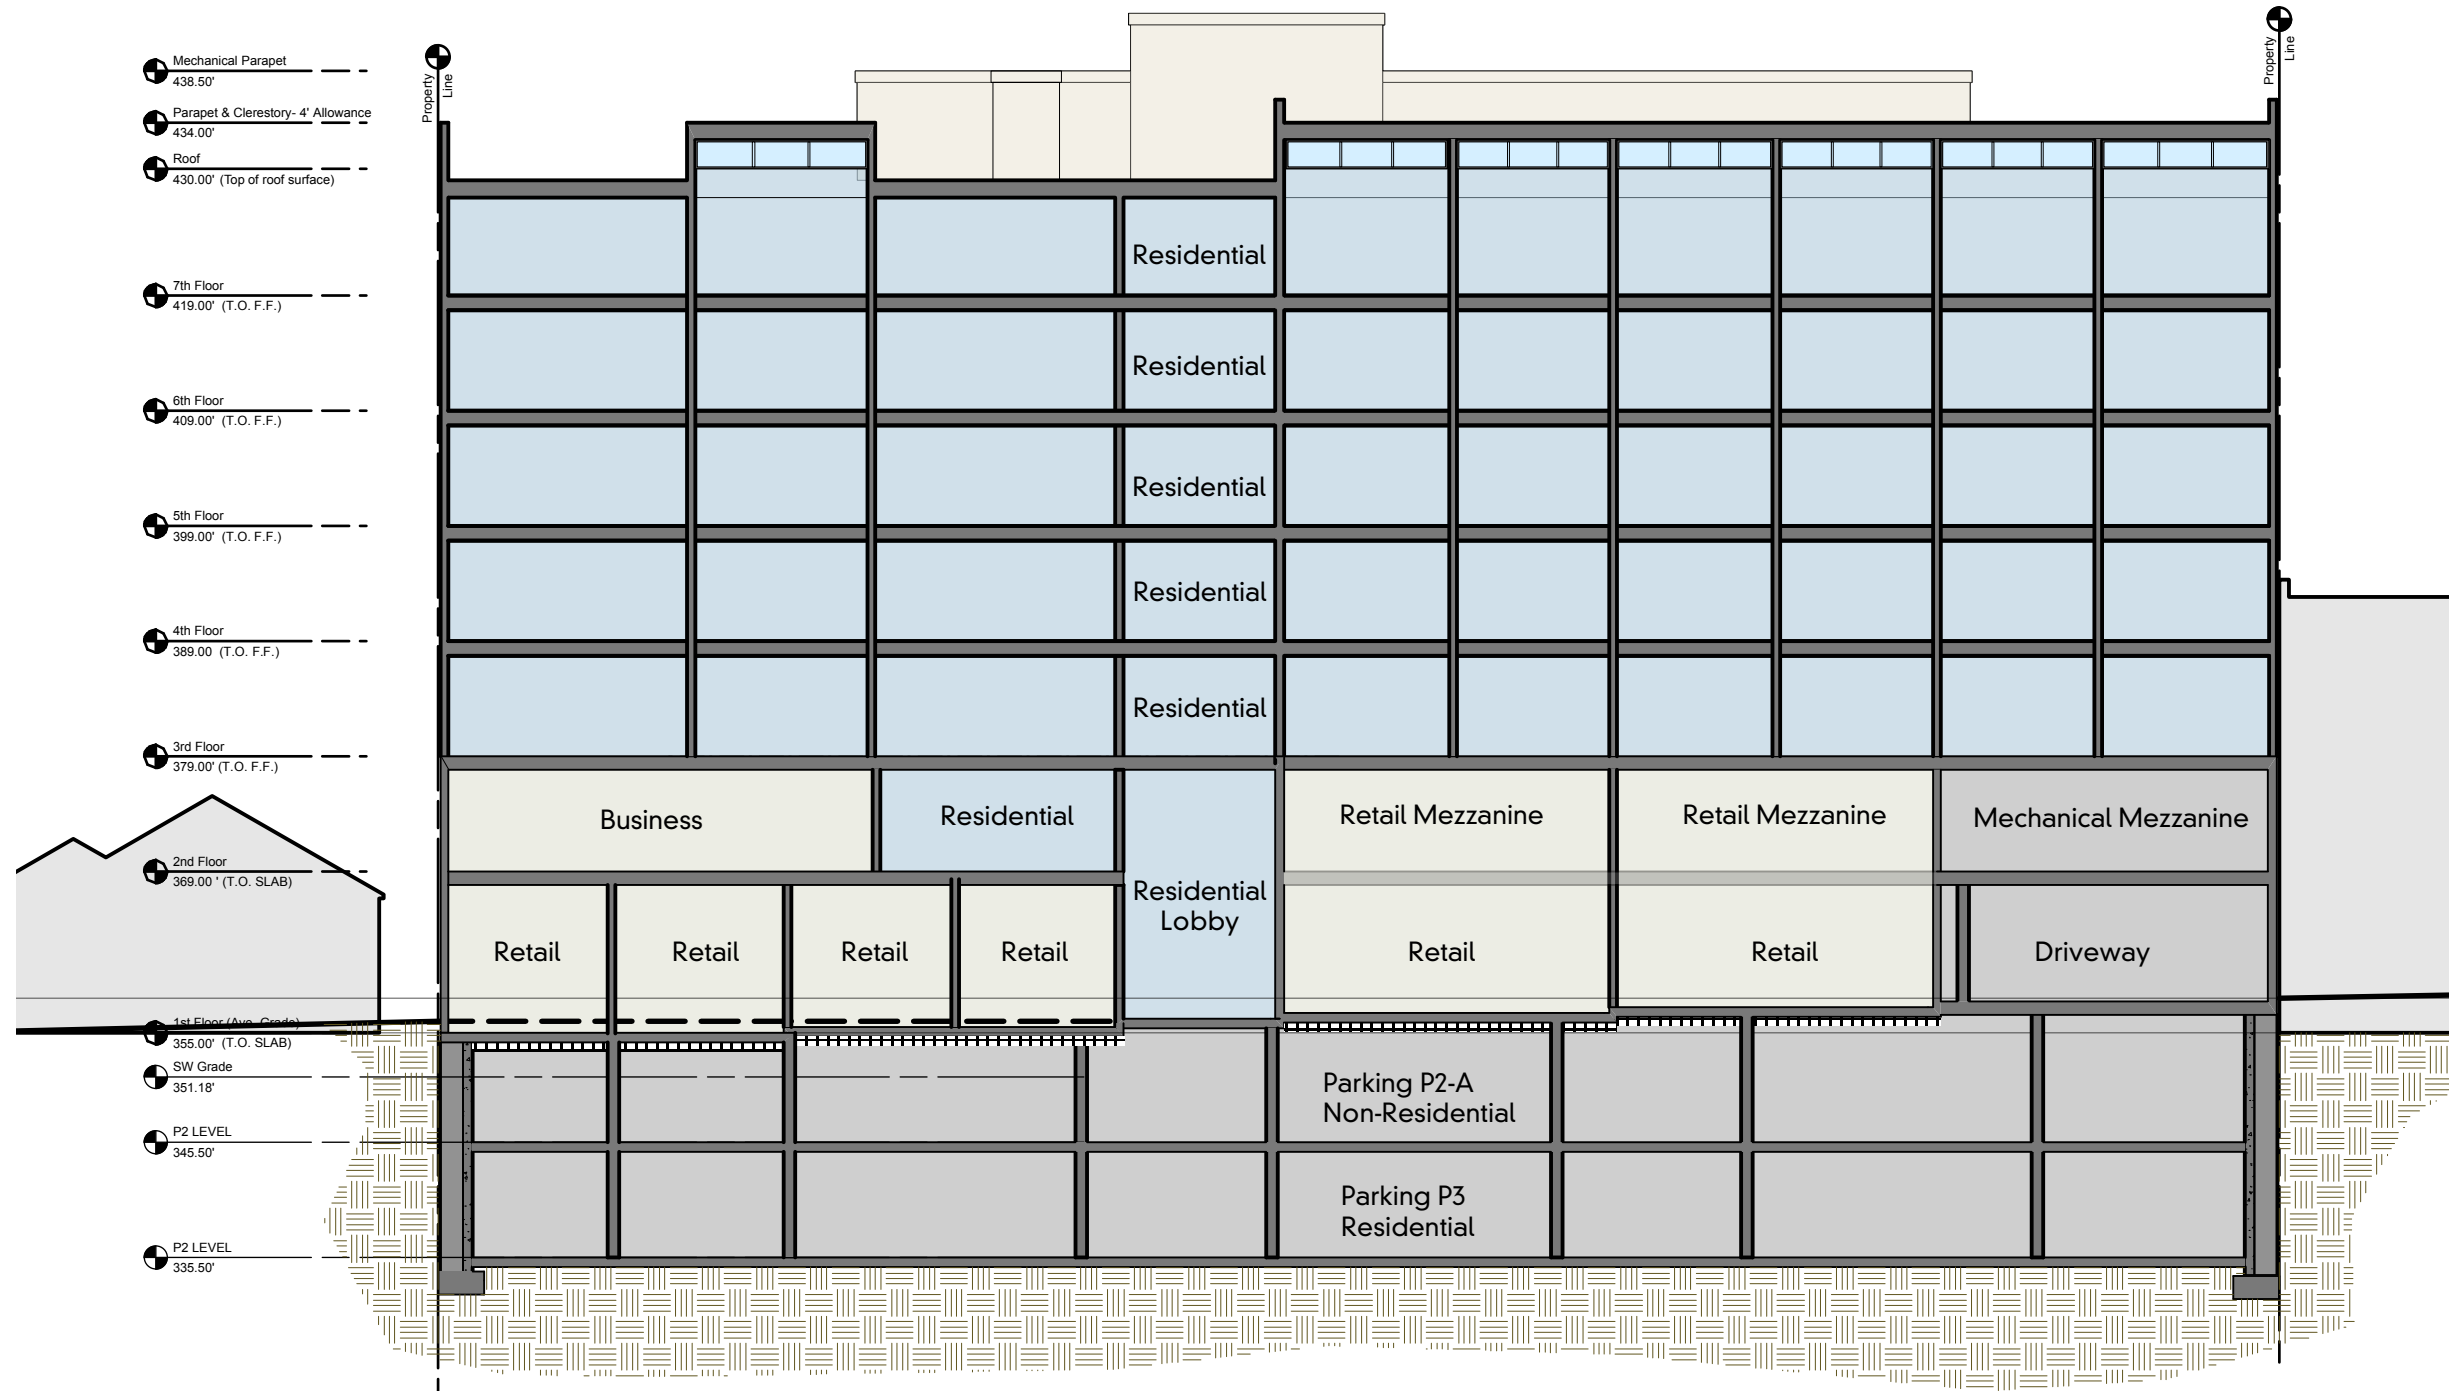 Mechanical Parapet
438.50'
Parapet & Clerestory- 4' Allowance
434.00'
Roof
430.00' (Top of roof surface)
7th Floor
419.00' (T.O. F.F.)
6th Floor
409.00' (T.O. F.F.)
5th Floor
399.00' (T.O. F.F.)
4th Floor
389.00 (T.O. F.F.)
3rd Floor
379.00' (T.O. F.F.)
2nd Floor
369.00 ' (T.O. SLAB)
1st Floor (Ave. Grade)
355.00' (T.O. SLAB)
SW Grade
351.18'
P2 LEVEL
345.50'
P2 LEVEL
335.50'
Property
Line
Property
Line
Residential
Residential
Residential
Residential
Residential
Business
Residential
Residential
Lobby
Retail Mezzanine
Retail Mezzanine
Mechanical Mezzanine
Retail
Retail
Retail
Retail
Retail
Retail
Driveway
Parking P2-A
Non-Residential
Parking P3
Residential